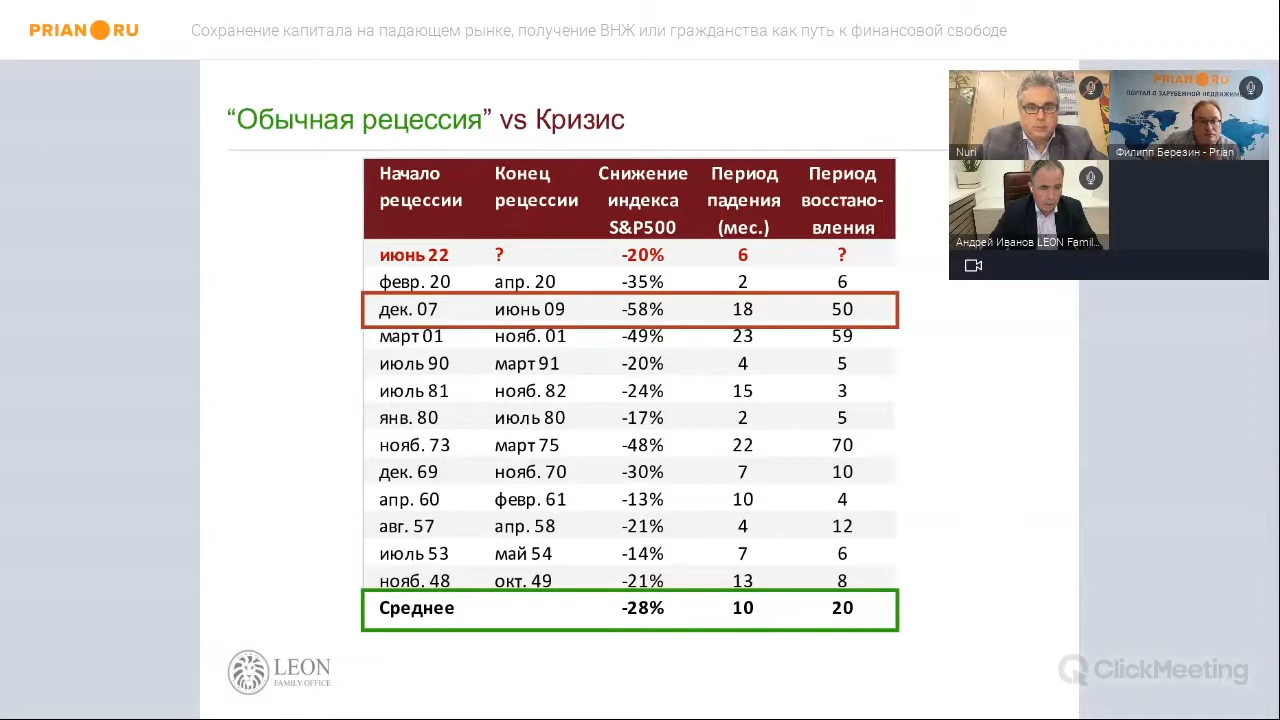 PRIAN RU
Сохранение капитала на падающем рынке, получение ВНЖ или гражданства как путь к финансовой свободе
“Обычная рецессия” vs Кризис
Начало рецессии Конец рецессии Снижение индекса S&P500 Период падения (мес.) Период восстано-вления
июнь 22 ? -20% 6 ?
февр. 20 апр. 20 -35% 2 6
дек. 07 июнь 09 -58% 18 50
март 01 нояб. 01 -49% 23 59
июль 90 март 91 -20% 4 5
июль 81 нояб. 82 -24% 15 3
янв. 80 июль 80 -17% 2 5
нояб. 73 март 75 -48% 22 70
дек. 69 нояб. 70 -30% 7 10
апр. 60 февр. 61 -13% 10 4
авг. 57 апр. 58 -21% 4 12
июль 53 май 54 -14% 7 6
нояб. 48 окт. 49 -21% 13 8
Среднее -28% 10 20
PRIAN RU
ПОРТАЛ О ЗАРУБЕЖНОЙ НЕДВИЖИМ
Nuri
Филипп Березин - Prian
Андрей Иванов LEON Famil...
LEON
FAMILY OFFICE
ClickMeeting